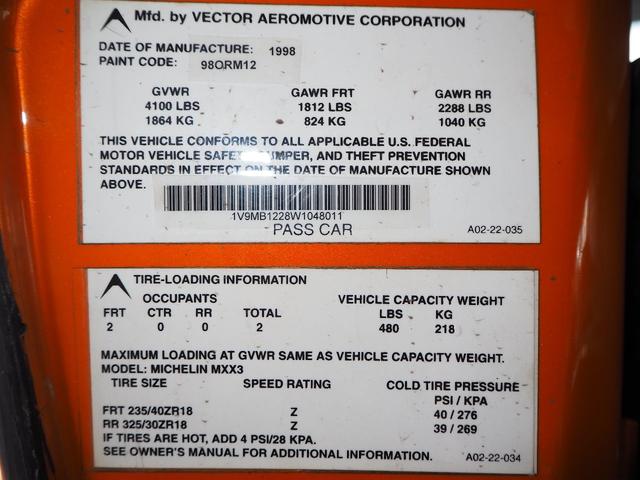 Mfd. by VECTOR AEROMOTIVE CORPORATION
DATE OF MANUFACTURE: 1998
PAINT CODE: 98ORM12
GVWR GAWR FRT GAWR RR
4100 LBS 1812 LBS 2288 LBS
1864 KG 824 KG 1040 KG
THIS VEHICLE CONFORMS TO ALL APPLICABLE U.S. FEDERAL
MOTOR VEHICLE SAFETY, BUMPER, AND THEFT PREVENTION
STANDARDS IN EFFECT ON THE DATE OF MANUFACTURE SHOWN
ABOVE.
1V9MB1228W1048011
PASS CAR A02-22-035
TIRE-LOADING INFORMATION
OCCUPANTS VEHICLE CAPACITY WEIGHT
FRT CTR RR TOTAL LBS KG
2 0 0 2 480 218
MAXIMUM LOADING AT GVWR SAME AS VEHICLE CAPACITY WEIGHT.
MODEL: MICHELIN MXX3
TIRE SIZE SPEED RATING COLD TIRE PRESSURE
PSI / KPA
FRT 235/40ZR18 Z 40 / 276
RR 325/30ZR18 Z 39 / 269
IF TIRES ARE HOT, ADD 4 PSI/28 KPA.
SEE OWNER'S MANUAL FOR ADDITIONAL INFORMATION. A02-22-034